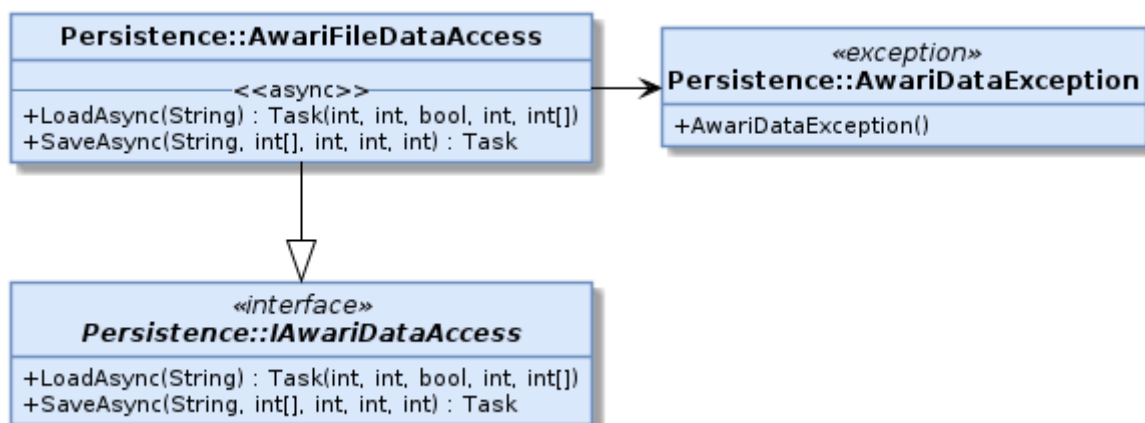 Persistence::AwariFileDataAccess
<<async>>
+LoadAsync(String) : Task(int, int, bool, int, int[])
+SaveAsync(String, int[], int, int, int) : Task
«exception»
Persistence::AwariDataException
+AwariDataException()
«interface»
Persistence::IAwariDataAccess
+LoadAsync(String) : Task(int, int, bool, int, int[])
+SaveAsync(String, int[], int, int, int) : Task